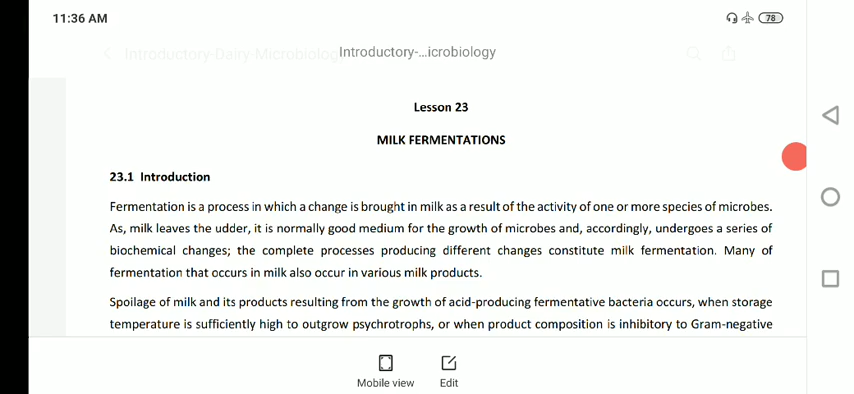 11:36 AM
78
Introductory-Dairy-Microbiology
Introductory-...icrobiology
Lesson 23
MILK FERMENTATIONS
23.1 Introduction
Fermentation is a process in which a change is brought in milk as a result of the activity of one or more species of microbes.
As, milk leaves the udder, it is normally good medium for the growth of microbes and, accordingly, undergoes a series of
biochemical changes; the complete processes producing different changes constitute milk fermentation. Many of
fermentation that occurs in milk also occur in various milk products.
Spoilage of milk and its products resulting from the growth of acid-producing fermentative bacteria occurs, when storage
temperature is sufficiently high to outgrow psychrotrophs, or when product composition is inhibitory to Gram-negative
Mobile view
Edit